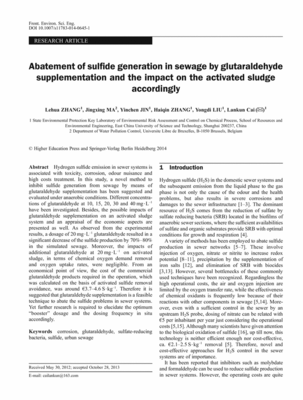 Front. Environ. Sci. Eng.
DOI 10.1007/s11783-014-0645-1
RESEARCH ARTICLE
Abatement of sulfide generation in sewage by glutaraldehyde
supplementation and the impact on the activated sludge
accordingly
Lehua ZHANG1, Jingxing MA2, Yinchen JIN1, Huiqin ZHANG1, Yongdi LIU1, Lankun Cai (✉)1
1 State Environmental Protection Key Laboratory of Environmental Risk Assessment and Control on Chemical Process, School of Resources and
Environmental Engineering, East China University of Science and Technology, Shanghai 200237, China
2 Department of Water Pollution Control, Universite Libre de Bruxelles, B-1050 Brussels, Belgium
© Higher Education Press and Springer-Verlag Berlin Heidelberg 2014
Abstract Hydrogen sulfide emission in sewer systems is
associated with toxicity, corrosion, odour nuisance and
high costs treatment. In this study, a novel method to
inhibit sulfide generation from sewage by means of
glutaraldehyde supplementation has been suggested and
evaluated under anaerobic conditions. Different concentra-
tions of glutaraldehyde at 10, 15, 20, 30 and 40 mg·L-1
have been investigated. Besides, the possible impacts of
glutaraldehyde supplementation on an activated sludge
system and an appraisal of the economic aspects are
presented as well. As observed from the experimental
results, a dosage of 20 mg·L-1 glutaraldehyde resulted in a
significant decrease of the sulfide production by 70%–80%
in the simulated sewage. Moreover, the impacts of
additional glutaraldehyde at 20 mg·L-1 on activated
sludge, in terms of chemical oxygen demand removal
and oxygen uptake rates, were negligible. From an
economical point of view, the cost of the commercial
glutaraldehyde products required in the operation, which
was calculated on the basis of activated sulfide removal
avoidance, was around €3.7–4.6 S kg-1. Therefore it is
suggested that glutaraldehyde supplementation is a feasible
technique to abate the sulfide problems in sewer systems.
Yet further research is required to elucidate the optimum
“booster” dosage and the dosing frequency in situ
accordingly.
Keywords corrosion, glutaraldehyde, sulfate-reducing
bacteria, sulfide, urban sewage
Received May 30, 2012; accepted October 28, 2013
E-mail: cailankun@ecust.edu.cn
1 Introduction
Hydrogen sulfide (H2S) in the domestic sewer systems and
the subsequent emission from the liquid phase to the gas
phase is not only the cause of the odour and the health
problems, but also results in severe corrosions and
damages to the sewer infrastructure [1–3]. The dominant
resource of H2S comes from the reduction of sulfate by
sulfate reducing bacteria (SRB) located in the biofilms of
anaerobic sewer sections, where the sufficient availabilities
of sulfate and organic substrates provide SRB with optimal
conditions for growth and respiration [4].
A variety of methods has been employed to abate sulfide
production in sewer networks [5–7]. These involve
injection of oxygen, nitrate or nitrite to increase redox
potential [8–11], precipitation by the supplementation of
iron salts [12], and elimination of SRB with biocides
[3,13]. However, several bottlenecks of these commonly
used techniques have been recognized. Regardingless the
high operational costs, the air and oxygen injection are
limited by the oxygen transfer rate, while the effectiveness
of chemical oxidants is frequently low because of their
reactions with other components in sewage [5,14]. More-
over, even with a sufficient control in the sewer by an
upstream H2S probe, dosing of nitrate can be related with
€5 per inhabitant per year just considering the operational
costs [5,15]. Although many scientists have given attention
to the biological oxidation of sulfide [16], up till now, this
technology is neither efficient enough nor cost-effective,
ca. €2.1–2.5 S·kg-1 removal [5]. Therefore, novel and
cost-effective approaches for H2S control in the sewer
systems are of importance.
It has been reported that inhibitors such as molybdate
and formaldehyde can be used to reduce sulfide production
in sewer systems. However, the operating costs are quite